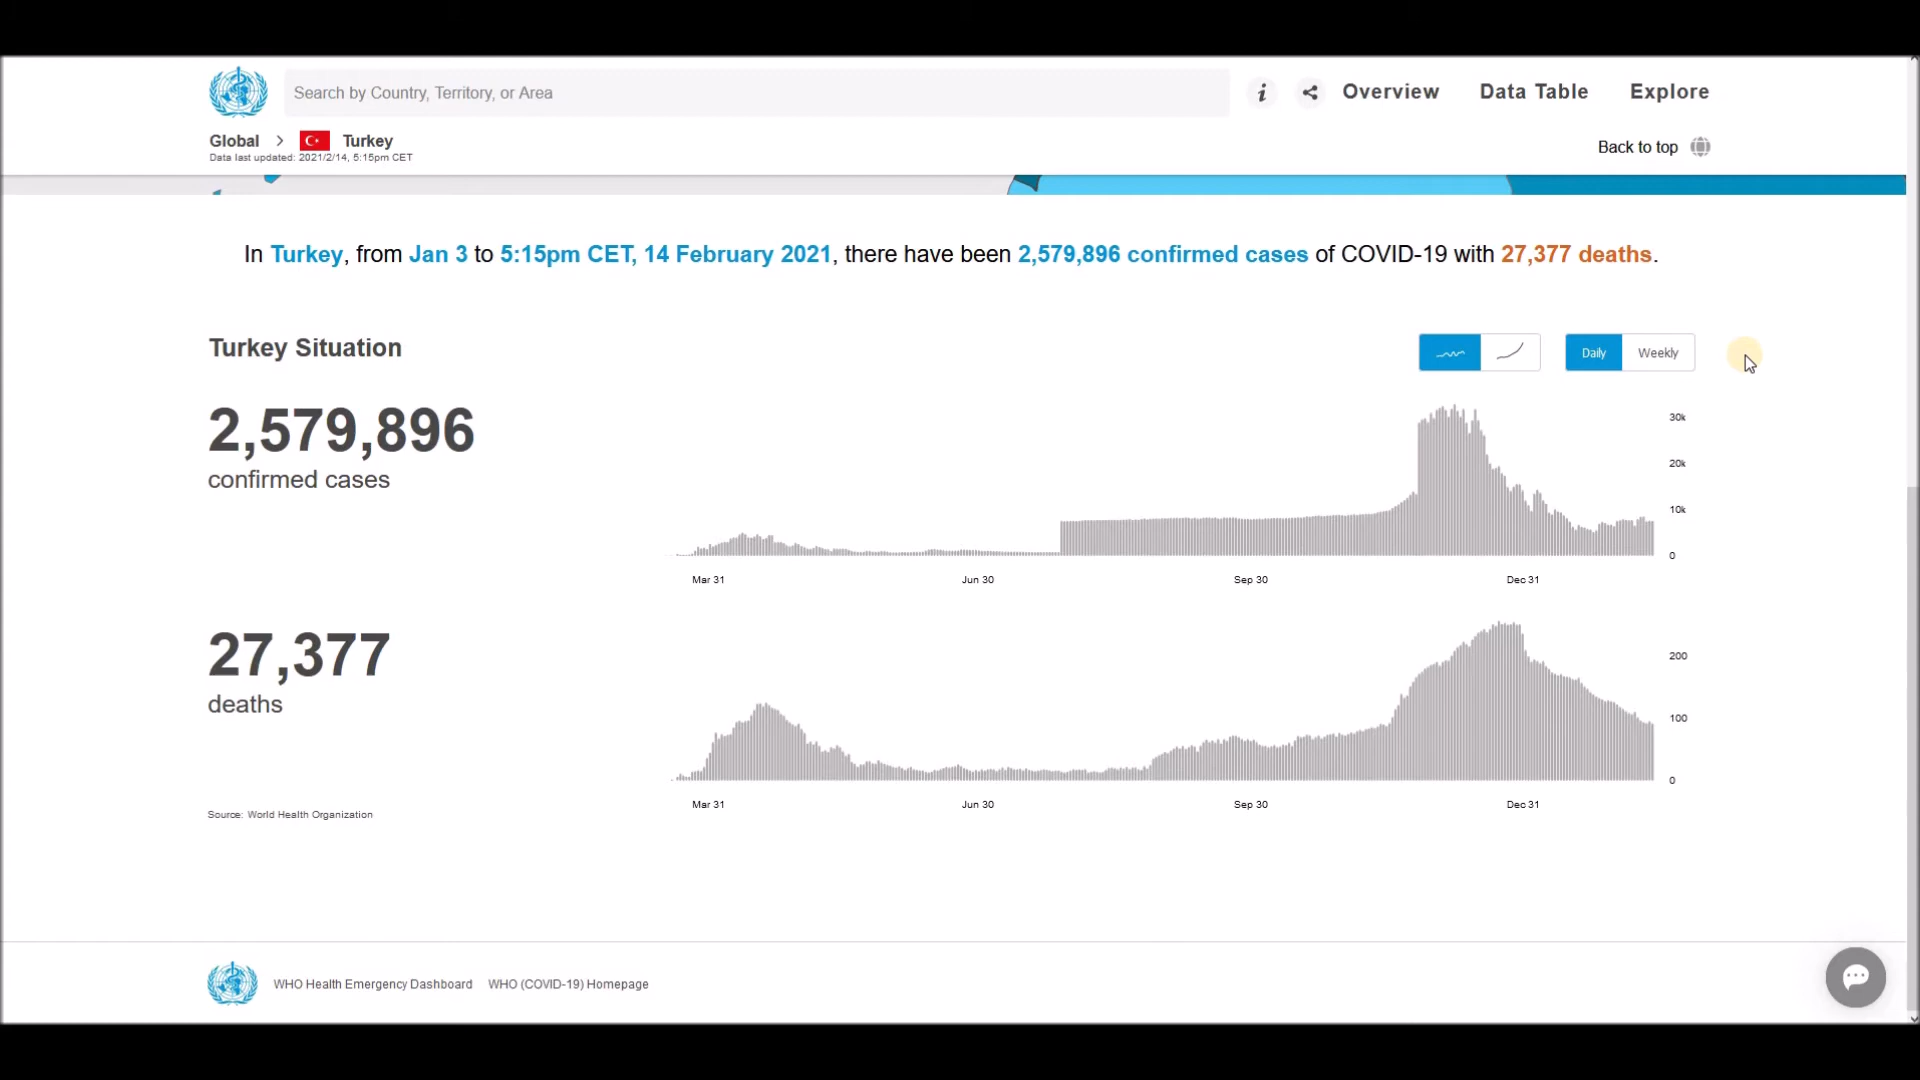 Search by Country, Territory, or Area
i
Overview
Data Table
Explore
Global > Turkey
Data last updated: 2021/2/14, 5:15pm CET
Back to top
In Turkey, from Jan 3 to 5:15pm CET, 14 February 2021, there have been 2,579,896 confirmed cases of COVID-19 with 27,377 deaths.
Turkey Situation
Daily
Weekly
2,579,896
confirmed cases
30k
20k
10k
0
Mar 31
Jun 30
Sep 30
Dec 31
27,377
deaths
200
100
0
Mar 31
Jun 30
Sep 30
Dec 31
Source: World Health Organization
WHO Health Emergency Dashboard
WHO (COVID-19) Homepage